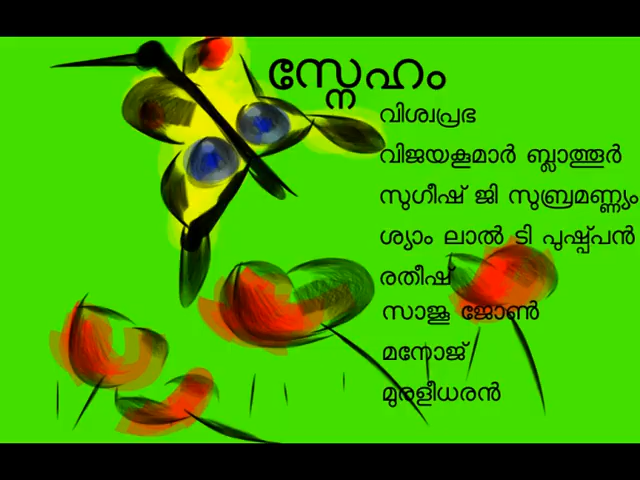 സ്നേഹം
വിശ്വപ്രഭ
വിജയകൂമാർ ബ്ലാത്തൂർ
സുഗീഷ് ജി സുബ്രമണ്ണ്യം
ശ്യാം ലാൽ ടി പുഷ്പ്പൻ
രതീഷ്
സാജൂ ജോൺ
മനോജ്
മുരളീധരൻ